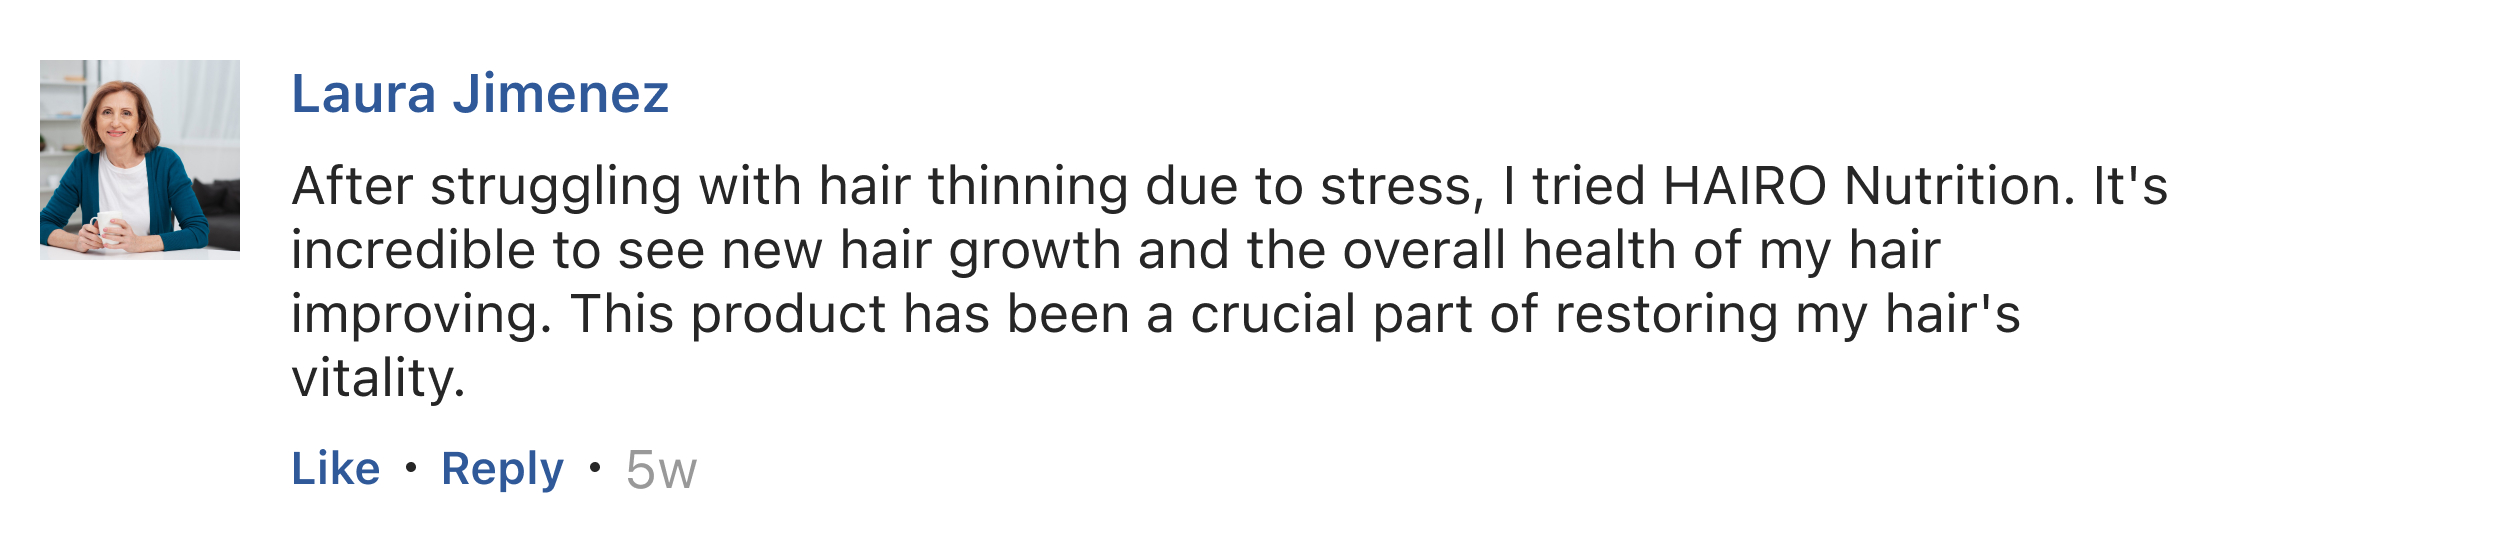 Laura Jimenez
After struggling with hair thinning due to stress, I tried HAIRO Nutrition. It's
incredible to see new hair growth and the overall health of my hair
improving. This product has been a crucial part of restoring my hair's
vitality.
Like • Reply • 5w